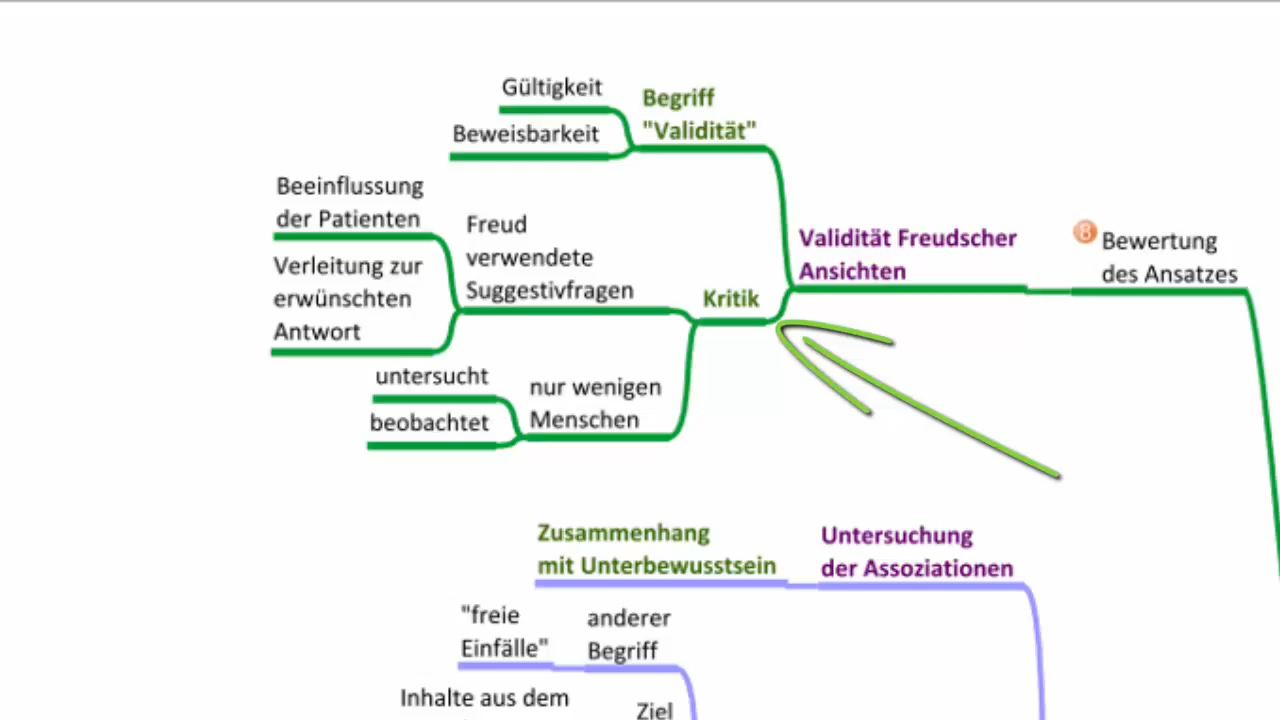 Gültigkeit
Beweisbarkeit
Begriff
"Validität"
Beeinflussung
der Patienten
Verleitung zur
erwünschten
Antwort
Freud
verwendete
Suggestivfragen
Kritik
Validität Freudscher
Ansichten
8
Bewertung
des Ansatzes
untersucht
beobachtet
nur wenigen
Menschen
Zusammenhang
mit Unterbewusstsein
Untersuchung
der Assoziationen
"freie
Einfälle"
anderer
Begriff
Inhalte aus dem
Ziel